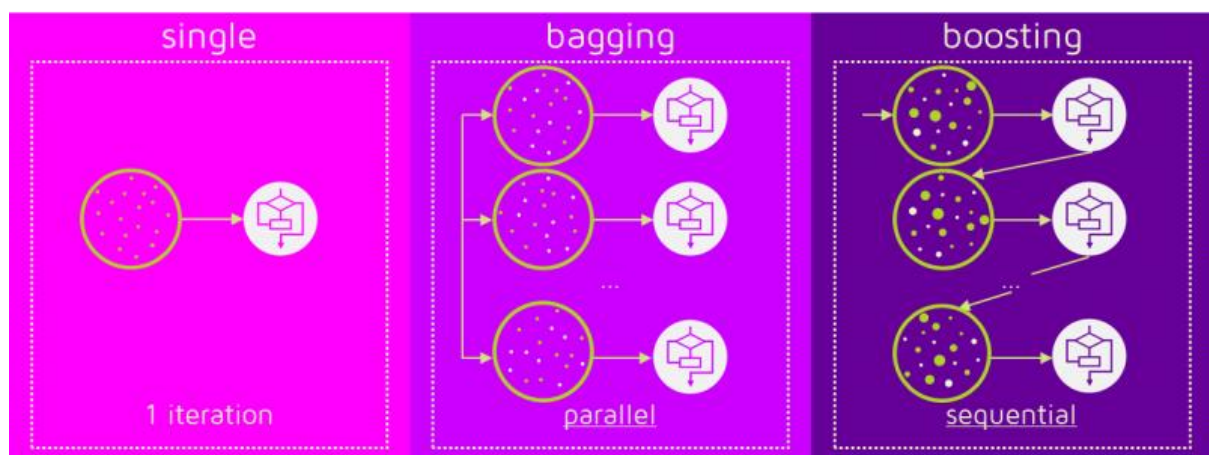 single
1 iteration
bagging
...
parallel
boosting
...
sequential